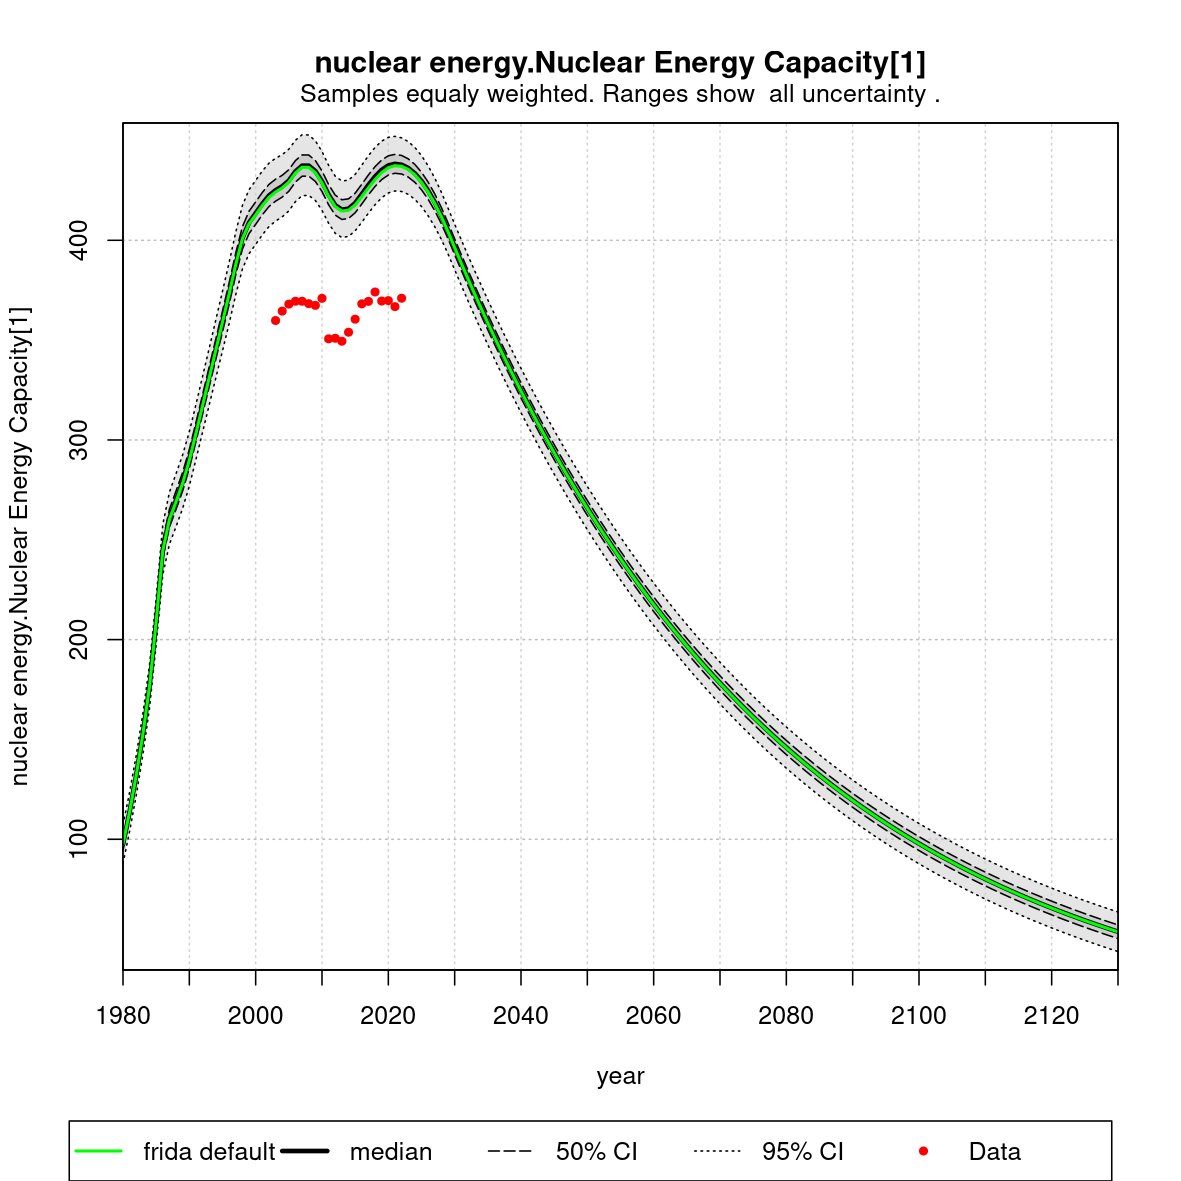 nuclear energy.Nuclear Energy Capacity[1]
Samples equaly weighted. Ranges show  all uncertainty .
nuclear energy.Nuclear Energy Capacity[1]
400
300
200
100
1980 2000 2020 2040 2060 2080 2100 2120
year
frida default median 50% CI 95% CI Data